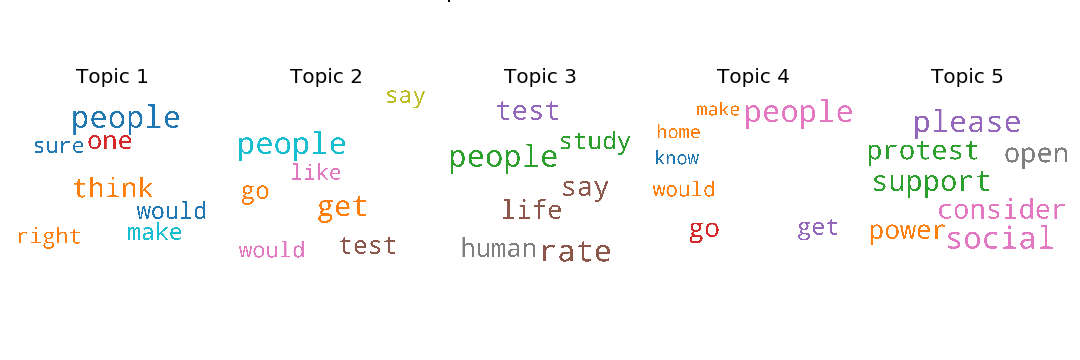 Topic 1
people
sure one
think
would
right make
Topic 2
say
people
like
go
get
would test
Topic 3
test
study
people
say
life
human rate
Topic 4
make people
home
know
would
go get
Topic 5
please
protest open
support
consider
power social